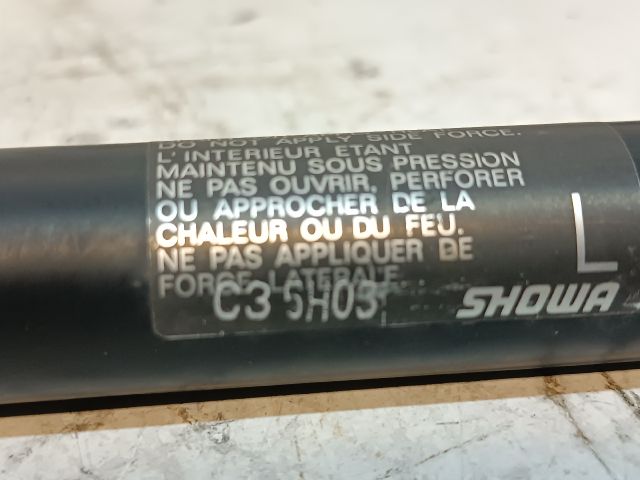 DO NOT APPLY SIDE FORCE.
L'INTERIEUR ETANT
MAINTENU SOUS PRESSION
NE PAS OUVRIR, PERFORER
OU APPROCHER DE LA
CHALEUR OU DU FEU.
NE PAS APPLIQUER DE
FORCE LATERALE
C3 5H03
SHOWA
L